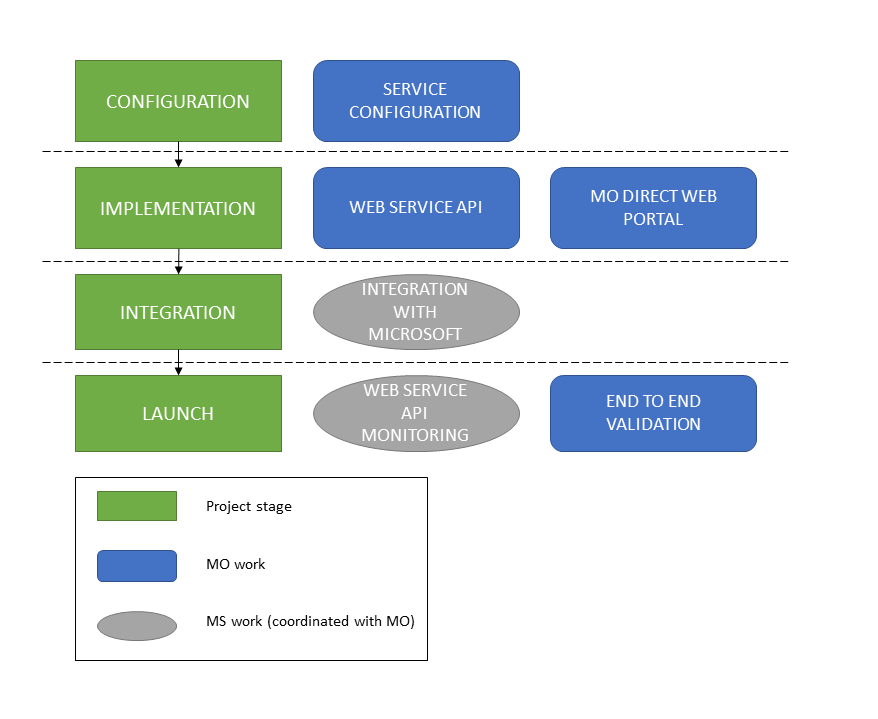 CONFIGURATION
SERVICE
CONFIGURATION
IMPLEMENTATION
WEB SERVICE API
MO DIRECT WEB
PORTAL
INTEGRATION
INTEGRATION
WITH
MICROSOFT
LAUNCH
WEB SERVICE
API
MONITORING
END TO END
VALIDATION
Project stage
MO work
MS work (coordinated with MO)